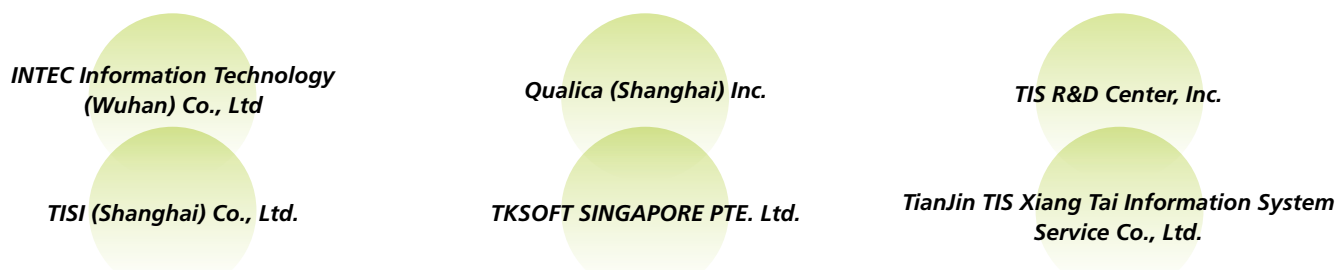 INTEC Information Technology
(Wuhan) Co., Ltd
Qualica (Shanghai) Inc.
TIS R&D Center, Inc.
TISI (Shanghai) Co., Ltd.
TKSOFT SINGAPORE PTE. Ltd.
TianJin TIS Xiang Tai Information System
Service Co., Ltd.